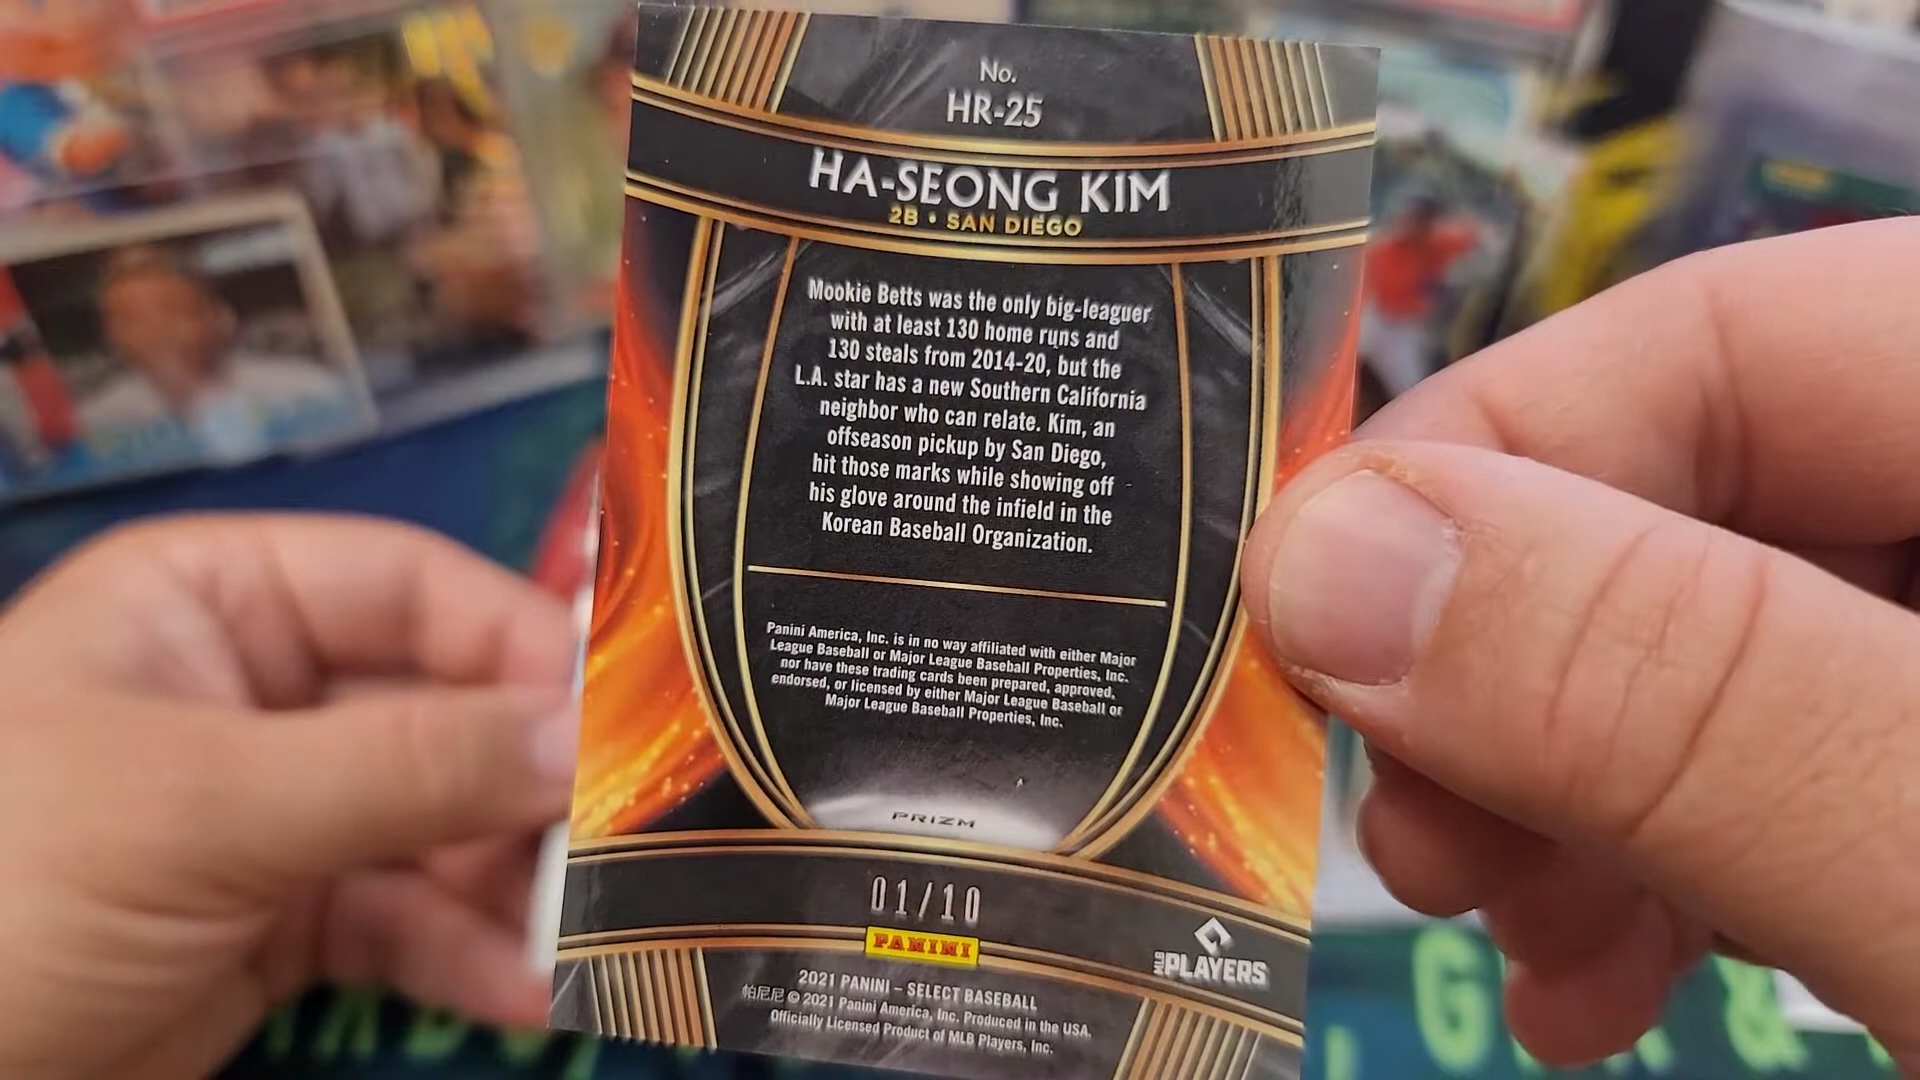 No.
HR-25
HA-SEONG KIM
2B • SAN DIEGO
Mookie Betts was the only big-leaguer
with at least 130 home runs and
130 steals from 2014-20, but the
L.A. star has a new Southern California
neighbor who can relate. Kim, an
offseason pickup by San Diego,
hit those marks while showing off
his glove around the infield in the
Korean Baseball Organization.
Panini America, Inc. is in no way affiliated with either Major
League Baseball or Major League Baseball Properties, Inc.
nor have these trading cards been prepared, approved,
endorsed, or licensed by either Major League Baseball or
Major League Baseball Properties, Inc.
PRIZM
01/10
PANINI
MLB PLAYERS
2021 PANINI – SELECT BASEBALL
帕尼尼 © 2021 Panini America, Inc. Produced in the USA.
Officially Licensed Product of MLB Players, Inc.